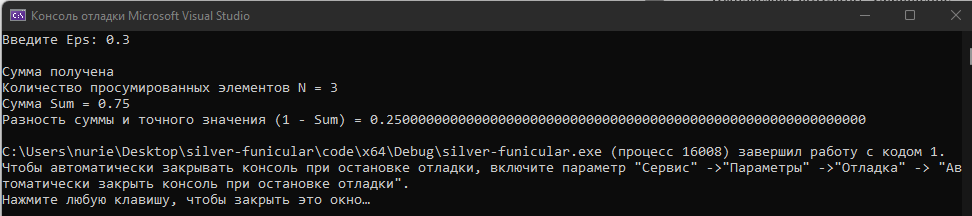 Консоль отладки Microsoft Visual Studio
Введите Eps: 0.3
Сумма получена
Количество просумированных элементов N = 3
Сумма Sum = 0.75
Разность суммы и точного значения (1 - Sum) = 0.250000000000000000000000000000000000000000000000000000000000
C:\Users\nurie\Desktop\silver-funicular\code\x64\Debug\silver-funicular.exe (процесс 16008) завершил работу с кодом 1.
Чтобы автоматически закрывать консоль при остановке отладки, включите параметр "Сервис" ->"Параметры" ->"Отладка" -> "Ав
томатически закрыть консоль при остановке отладки".
Нажмите любую клавишу, чтобы закрыть это окно…